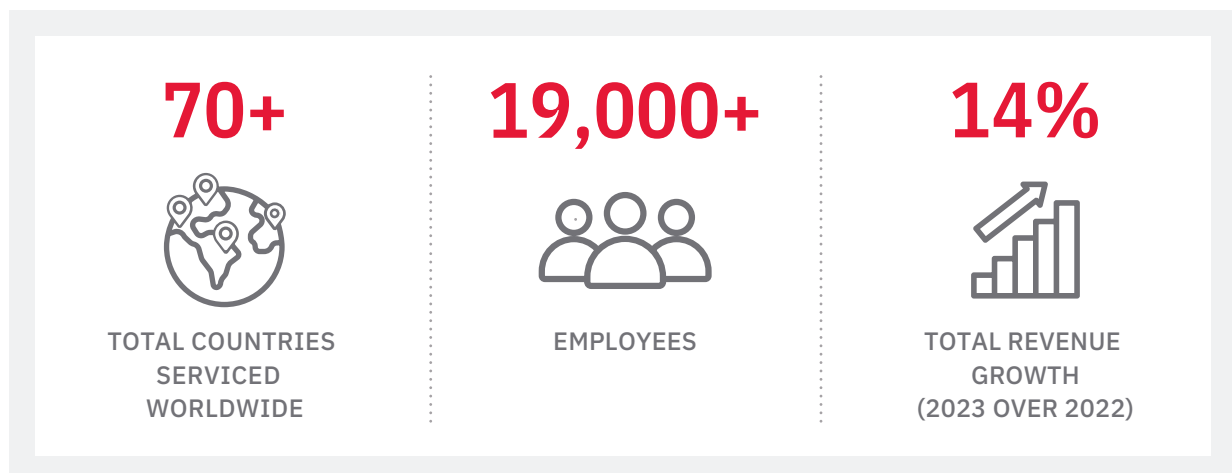 70+
TOTAL COUNTRIES
SERVICED
WORLDWIDE
19,000+
EMPLOYEES
14%
TOTAL REVENUE
GROWTH
(2023 OVER 2022)